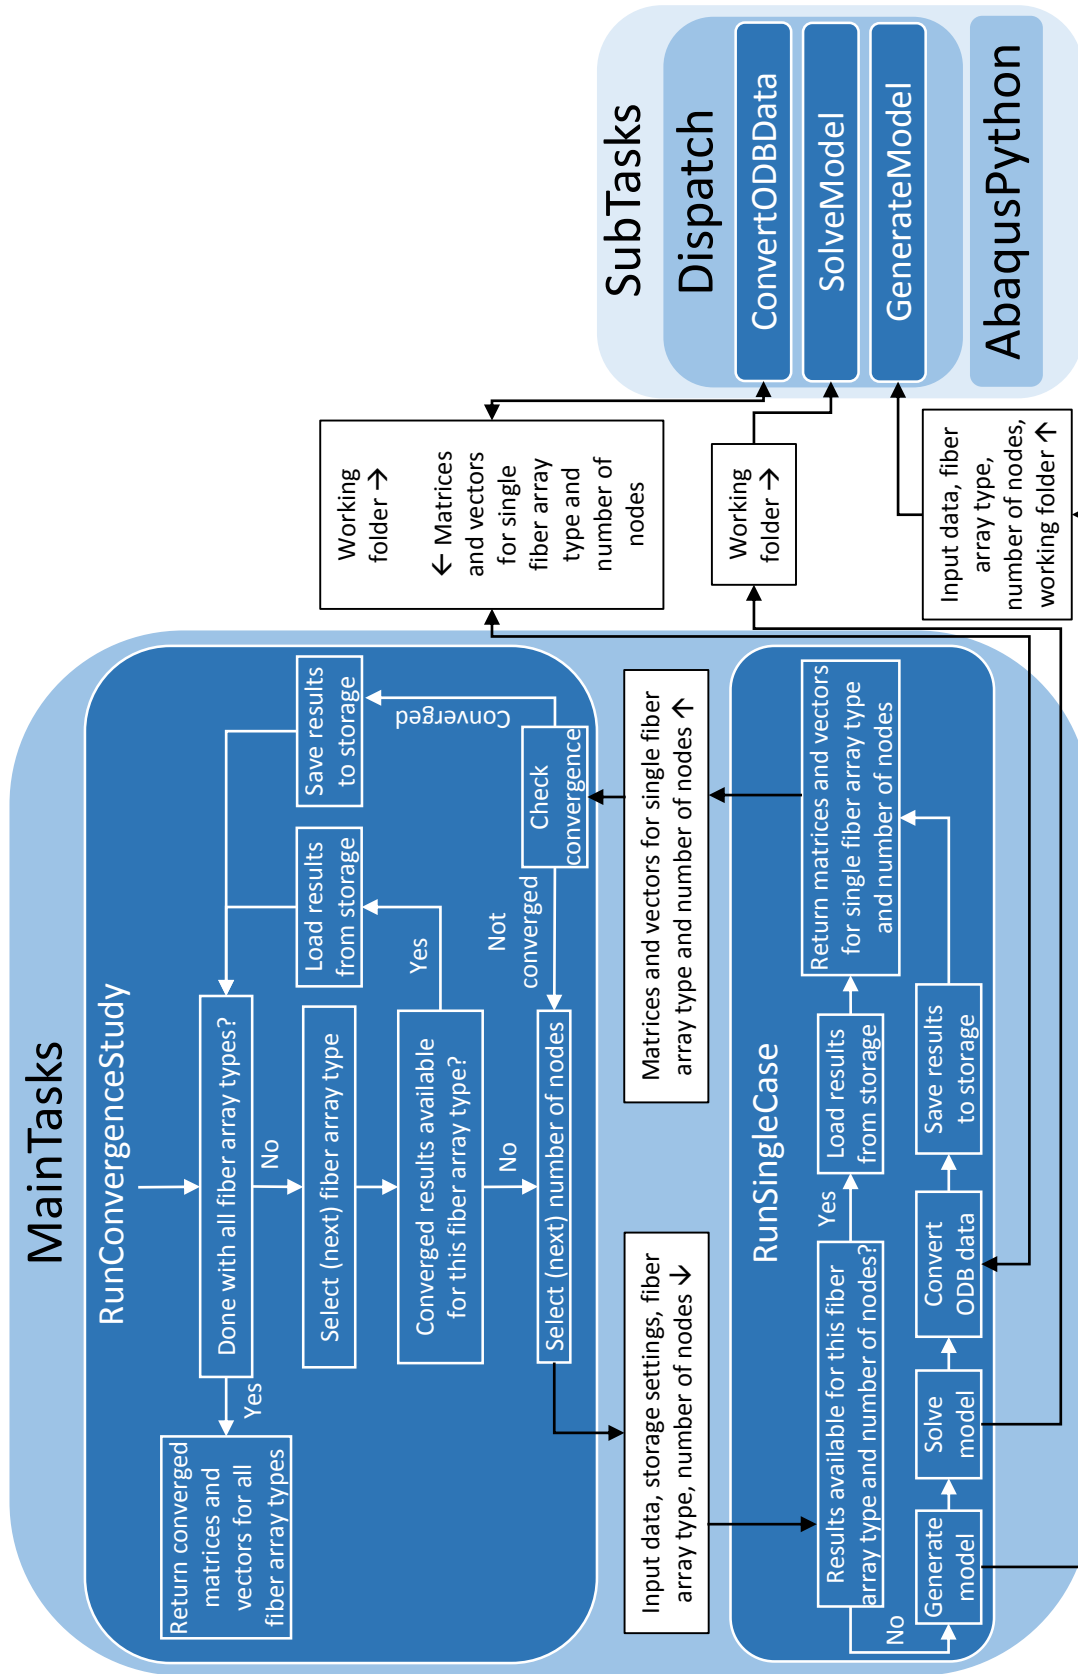 MainTasks
RunConvergenceStudy
Return converged
matrices and
vectors for all
fiber array types
Yes
Done with all fiber array types?
No
Select (next) fiber array type
Converged results available
for this fiber array type?
Yes
No
Select (next) number of nodes
Load results
from storage
Save results
to storage
Converged
Not
converged
Check
convergence
Input data, storage settings, fiber
array type, number of nodes ↓
Matrices and vectors for single fiber
array type and number of nodes ↑
RunSingleCase
Results available for this fiber
array type and number of nodes?
Yes
No
Load results
from storage
Return matrices and vectors
for single fiber array type
and number of nodes
Generate
model
Solve
model
Convert
ODB data
Save results
to storage
Working
folder →
← Matrices
and vectors
for single
fiber array
type and
number of
nodes
Working
folder →
Input data, fiber
array type,
number of nodes,
working folder ↑
SubTasks
Dispatch
ConvertODBData
SolveModel
GenerateModel
AbaqusPython